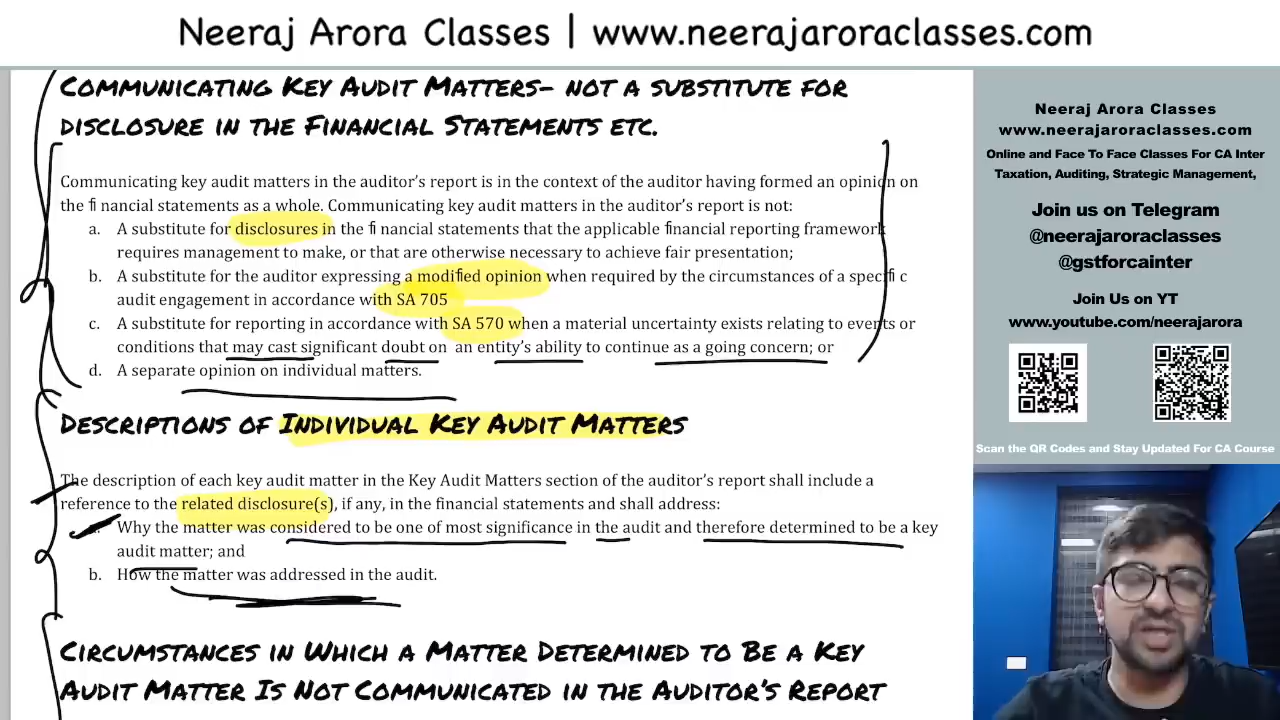 Neeraj Arora Classes | www.neerajaroraclasses.com
COMMUNICATING KEY AUDIT MATTERS- NOT A SUBSTITUTE FOR
DISCLOSURE IN THE FINANCIAL STATEMENTS ETC.
Communicating key audit matters in the auditor's report is in the context of the auditor having formed an opinion on
the fi nancial statements as a whole. Communicating key audit matters in the auditor's report is not:
a. A substitute for disclosures in the fi nancial statements that the applicable financial reporting framework
requires management to make, or that are otherwise necessary to achieve fair presentation;
b. A substitute for the auditor expressing a modified opinion when required by the circumstances of a specifi c
audit engagement in accordance with SA 705
c. A substitute for reporting in accordance with SA 570 when a material uncertainty exists relating to events or
conditions that may cast significant doubt on an entity's ability to continue as a going concern; or
d. A separate opinion on individual matters.
DESCRIPTIONS OF INDIVIDUAL KEY AUDIT MATTERS
The description of each key audit matter in the Key Audit Matters section of the auditor's report shall include a
reference to the related disclosure(s), if any, in the financial statements and shall address:
Why the matter was considered to be one of most significance in the audit and therefore determined to be a key
audit matter; and
b. How the matter was addressed in the audit.
CIRCUMSTANCES IN WHICH A MATTER DETERMINED TO BE A KEY
AUDIT MATTER IS NOT COMMUNICATED IN THE AUDITOR'S REPORT
Neeraj Arora Classes
www.neerajaroraclasses.com
Online and Face To Face Classes For CA Inter
Taxation, Auditing, Strategic Management,
Join us on Telegram
@neerajaroraclasses
@gstforcainter
Join Us on YT
www.youtube.com/neerajarora
Scan the QR Codes and Stay Updated For CA Course